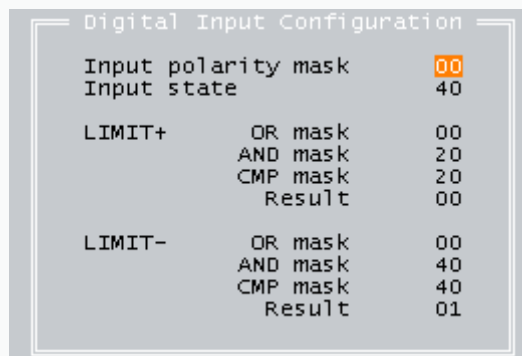 Digital Input Configuration
Input polarity mask 00
Input state 40
LIMIT+ OR mask 00
AND mask 20
CMP mask 20
Result 00
LIMIT- OR mask 00
AND mask 40
CMP mask 40
Result 01